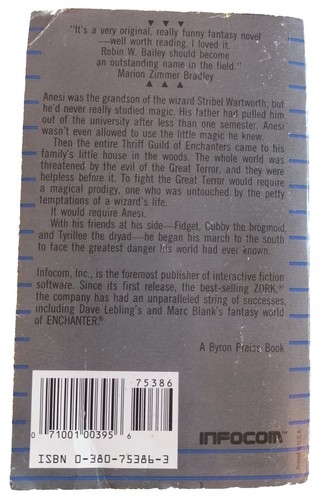 "It's a very original, really funny fantasy novel
—well worth reading. I loved it.
Robin W. Bailey should become
an outstanding name in the field."
Marion Zimmer Bradley
Anesi was the grandson of the wizard Stribel Wartworth, but
he'd never really studied magic. His father had pulled him
out of the university after less than one semester. Anesi
wasn't even allowed to use the little magic he knew.
Then the entire Thriff Guild of Enchanters came to his
family's little house in the woods. The whole world was
threatened by the evil of the Great Terror, and they were
helpless before it. To fight the Great Terror would require
a magical prodigy, one who was untouched by the petty
temptations of a wizard's life.
It would require Anesi.
With his friends at his side—Fidget, Cubby the brogmoid,
and Tyrillee the dryad—he began his march to the south
to face the greatest danger his world had ever known.
Infocom, Inc., is the foremost publisher of interactive fiction
software. Since its first release, the best-selling ZORK,®
the company has had an unparalleled string of successes,
including Dave Lebling's and Marc Blank's fantasy world
of ENCHANTER.®
A Byron Preiss Book
75386
0 71001 00395 6
ISBN 0-380-75386-3
INFOCOM™
Printed in U.S.A.